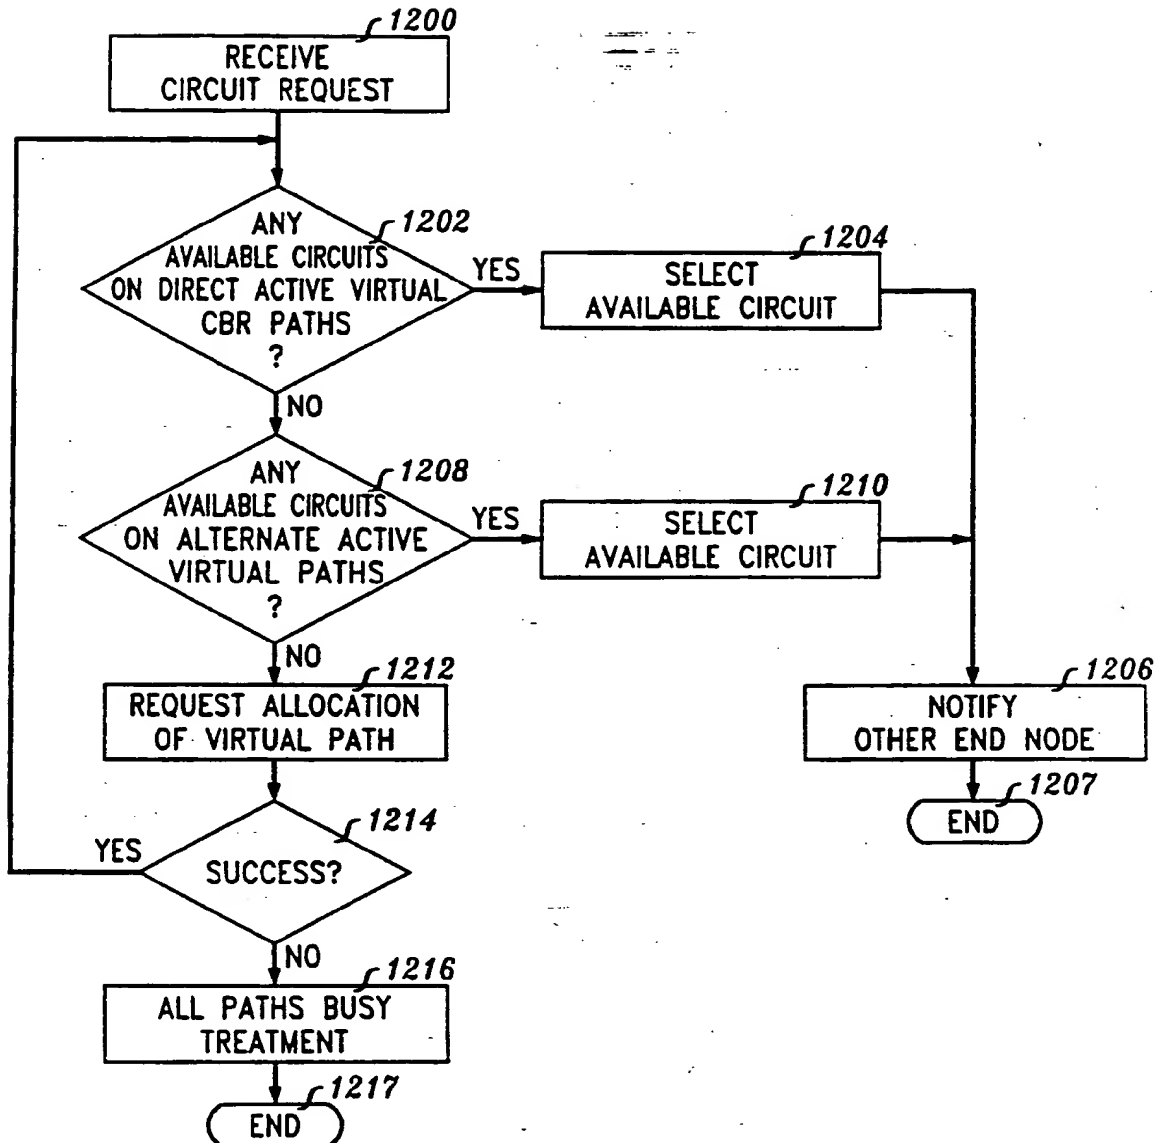 1200
RECEIVE
CIRCUIT REQUEST
ANY
1202
AVAILABLE CIRCUITS
ON DIRECT ACTIVE VIRTUAL
CBR PATHS
?
YES
1204
SELECT
AVAILABLE CIRCUIT
NO
ANY
1208
AVAILABLE CIRCUITS
ON ALTERNATE ACTIVE
VIRTUAL PATHS
?
YES
1210
SELECT
AVAILABLE CIRCUIT
NO
1212
REQUEST ALLOCATION
OF VIRTUAL PATH
1206
NOTIFY
OTHER END NODE
1207
END
1214
YES
SUCCESS?
NO
1216
ALL PATHS BUSY
TREATMENT
1217
END